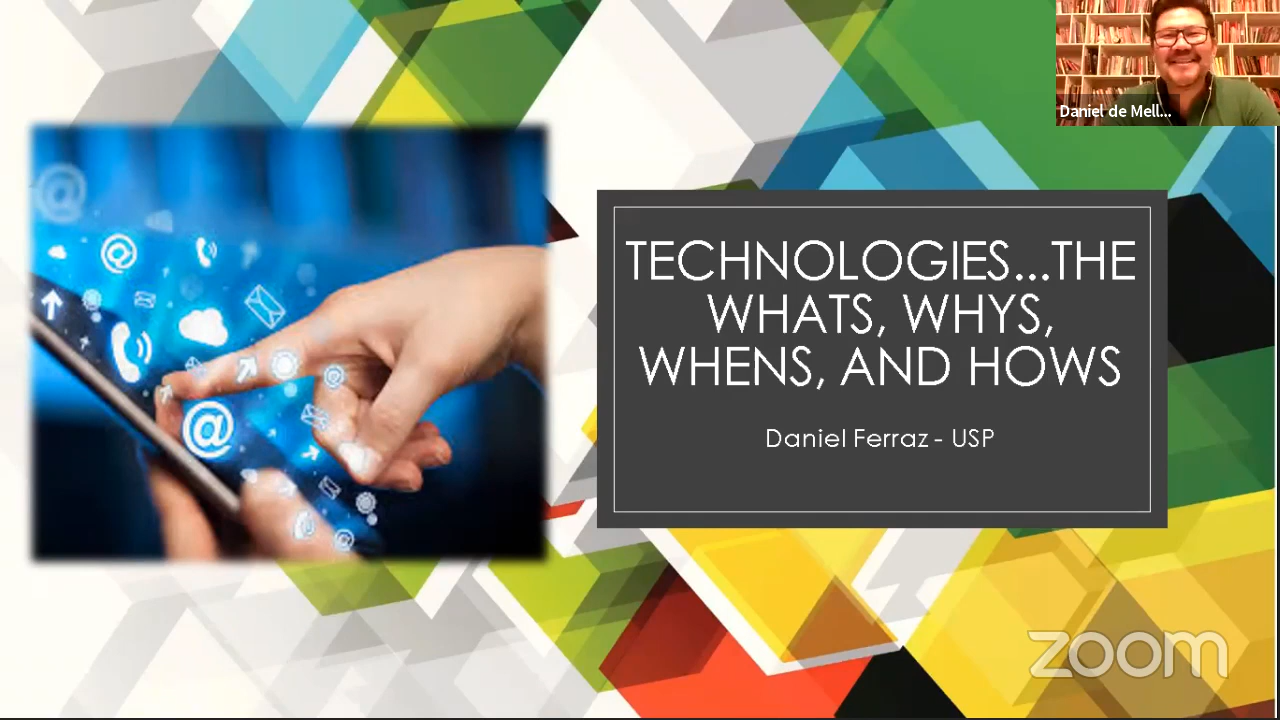 Daniel de Mell...
TECHNOLOGIES...THE
WHATS, WHYS,
WHENS, AND HOWS
Daniel Ferraz - USP
zoom